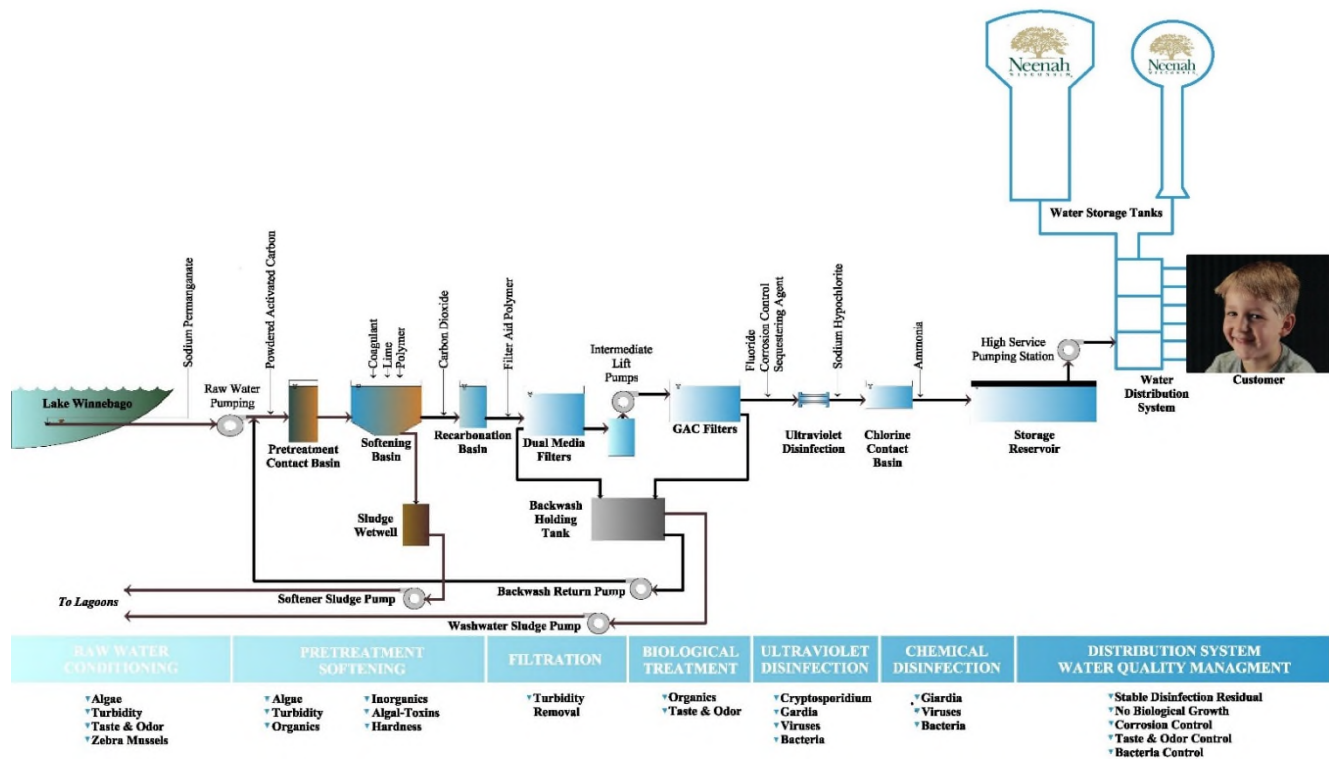 Neenah
WISCONSIN
Neenah
WISCONSIN
Water Storage Tanks
Sodium Permanganate
Powdered Activated Carbon
Coagulant
Lime
Polymer
Carbon Dioxide
Filter Aid Polymer
Intermediate
Lift
Pumps
Fluoride
Corrosion Control
Sequestering Agent
Sodium Hypochlorite
Ammonia
High Service
Pumping Station
Lake Winnebago
Raw Water
Pumping
Pretreatment
Contact Basin
Softening
Basin
Recarbonation
Basin
Dual Media
Filters
GAC Filters
Ultraviolet
Disinfection
Chlorine
Contact
Basin
Storage
Reservoir
Water
Distribution
System
Customer
Sludge
Wetwell
Backwash
Holding
Tank
To Lagoons
Softener Sludge Pump
Backwash Return Pump
Washwater Sludge Pump
RAW WATER
CONDITIONING
Algae
Turbidity
Taste & Odor
Zebra Mussels
PRETREATMENT
SOFTENING
Algae
Turbidity
Organics
Inorganics
Algal-Toxins
Hardness
FILTRATION
Turbidity
Removal
BIOLOGICAL
TREATMENT
Organics
Taste & Odor
ULTRAVIOLET
DISINFECTION
Cryptosporidium
Gardia
Viruses
Bacteria
CHEMICAL
DISINFECTION
Giardia
Viruses
Bacteria
DISTRIBUTION SYSTEM
WATER QUALITY MANAGMENT
Stable Disinfection Residual
No Biological Growth
Corrosion Control
Taste & Odor Control
Bacteria Control